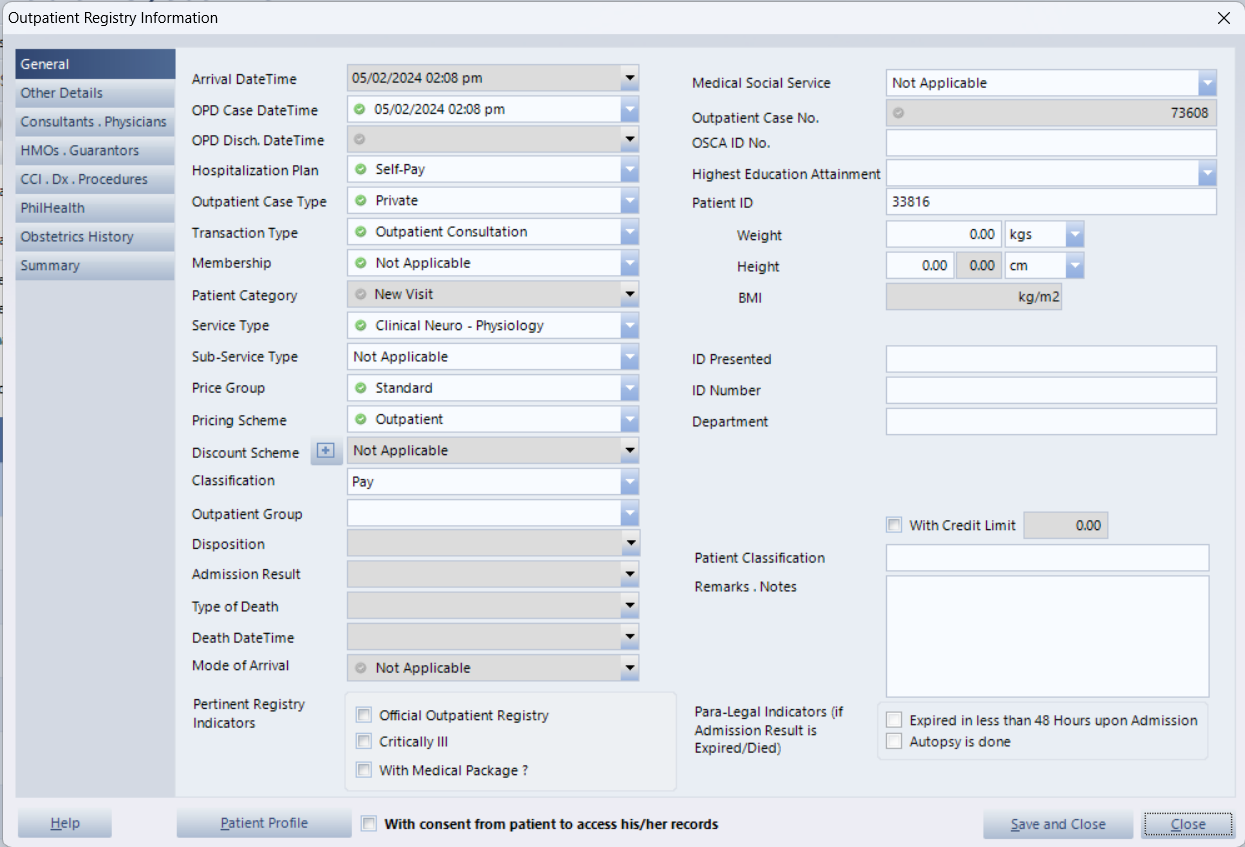 Outpatient Registry Information
General
Other Details
Consultants . Physicians
HMOs . Guarantors
CCI . Dx . Procedures
PhilHealth
Obstetrics History
Summary
Arrival DateTime 05/02/2024 02:08 pm
OPD Case DateTime 05/02/2024 02:08 pm
OPD Disch. DateTime
Hospitalization Plan Self-Pay
Outpatient Case Type Private
Transaction Type Outpatient Consultation
Membership Not Applicable
Patient Category New Visit
Service Type Clinical Neuro - Physiology
Sub-Service Type Not Applicable
Price Group Standard
Pricing Scheme Outpatient
Discount Scheme Not Applicable
Classification Pay
Outpatient Group
Disposition
Admission Result
Type of Death
Death DateTime
Mode of Arrival Not Applicable
Pertinent Registry
Indicators
Official Outpatient Registry
Critically Ill
With Medical Package ?
Medical Social Service Not Applicable
Outpatient Case No. 73608
OSCA ID No.
Highest Education Attainment
Patient ID 33816
Weight 0.00 kgs
Height 0.00 0.00 cm
BMI kg/m2
ID Presented
ID Number
Department
With Credit Limit 0.00
Patient Classification
Remarks . Notes
Para-Legal Indicators (if
Admission Result is
Expired/Died)
Expired in less than 48 Hours upon Admission
Autopsy is done
Help
Patient Profile
With consent from patient to access his/her records
Save and Close
Close